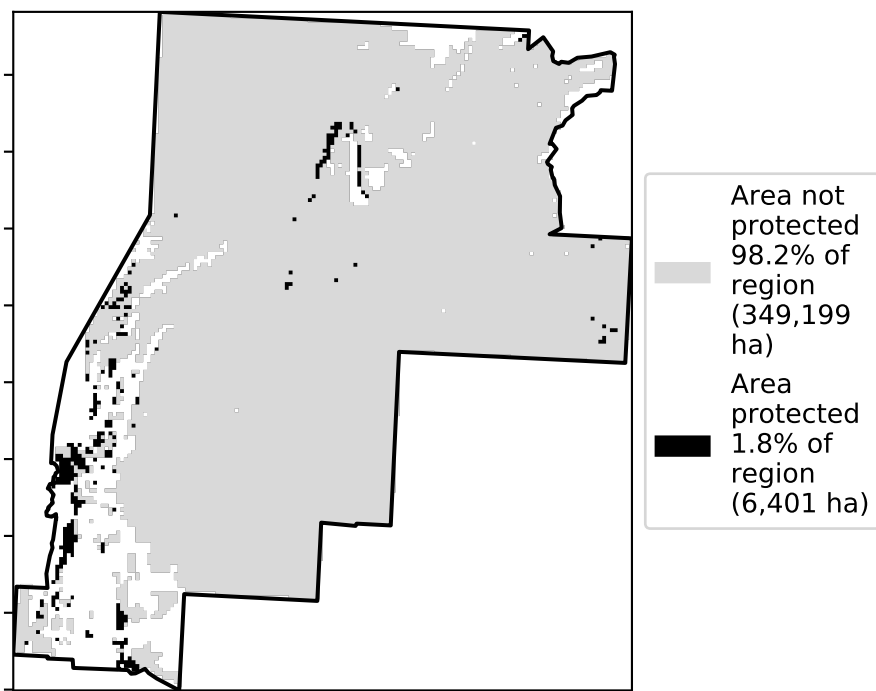 Area not
protected
98.2% of
region
(349,199
ha)
Area
protected
1.8% of
region
(6,401 ha)